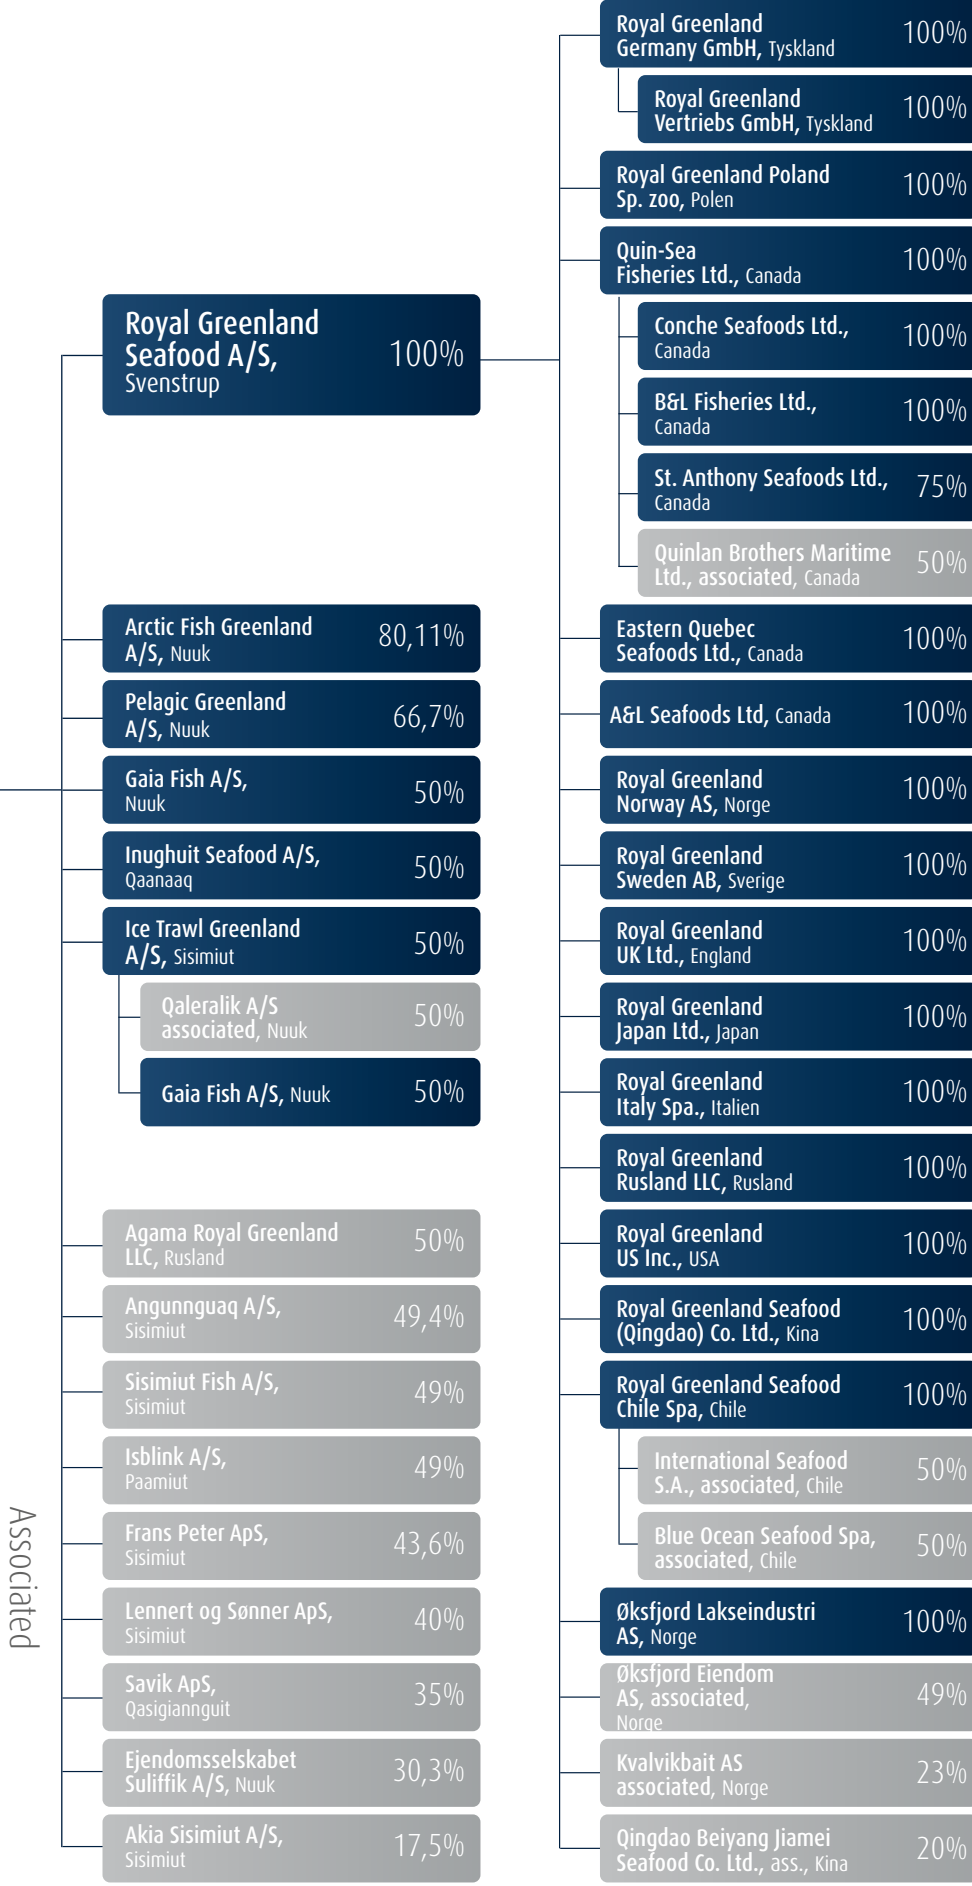 Royal Greenland
Seafood A/S,
Svenstrup
100%
Arctic Fish Greenland
A/S, Nuuk
80,11%
Pelagic Greenland
A/S, Nuuk
66,7%
Gaia Fish A/S,
Nuuk
50%
Inughuit Seafood A/S,
Qaanaaq
50%
Ice Trawl Greenland
A/S, Sisimiut
50%
Qaleralik A/S
associated, Nuuk
50%
Gaia Fish A/S, Nuuk
50%
Associated
Agama Royal Greenland
LLC, Rusland
50%
Angunnguaq A/S,
Sisimiut
49,4%
Sisimiut Fish A/S,
Sisimiut
49%
Isblink A/S,
Paamiut
49%
Frans Peter ApS,
Sisimiut
43,6%
Lennert og Sønner ApS,
Sisimiut
40%
Savik ApS,
Qasigiannguit
35%
Ejendomsselskabet
Suliffik A/S, Nuuk
30,3%
Akia Sisimiut A/S,
Sisimiut
17,5%
Royal Greenland
Germany GmbH, Tyskland
100%
Royal Greenland
Vertriebs GmbH, Tyskland
100%
Royal Greenland Poland
Sp. zoo, Polen
100%
Quin-Sea
Fisheries Ltd., Canada
100%
Conche Seafoods Ltd.,
Canada
100%
B&L Fisheries Ltd.,
Canada
100%
St. Anthony Seafoods Ltd.,
Canada
75%
Quinlan Brothers Maritime
Ltd., associated, Canada
50%
Eastern Quebec
Seafoods Ltd., Canada
100%
A&L Seafoods Ltd, Canada
100%
Royal Greenland
Norway AS, Norge
100%
Royal Greenland
Sweden AB, Sverige
100%
Royal Greenland
UK Ltd., England
100%
Royal Greenland
Japan Ltd., Japan
100%
Royal Greenland
Italy Spa., Italien
100%
Royal Greenland
Rusland LLC, Rusland
100%
Royal Greenland
US Inc., USA
100%
Royal Greenland Seafood
(Qingdao) Co. Ltd., Kina
100%
Royal Greenland Seafood
Chile Spa, Chile
100%
International Seafood
S.A., associated, Chile
50%
Blue Ocean Seafood Spa,
associated, Chile
50%
Øksfjord Lakseindustri
AS, Norge
100%
Øksfjord Eiendom
AS, associated,
Norge
49%
Kvalvikbait AS
associated, Norge
23%
Qingdao Beiyang Jiamei
Seafood Co. Ltd., ass., Kina
20%